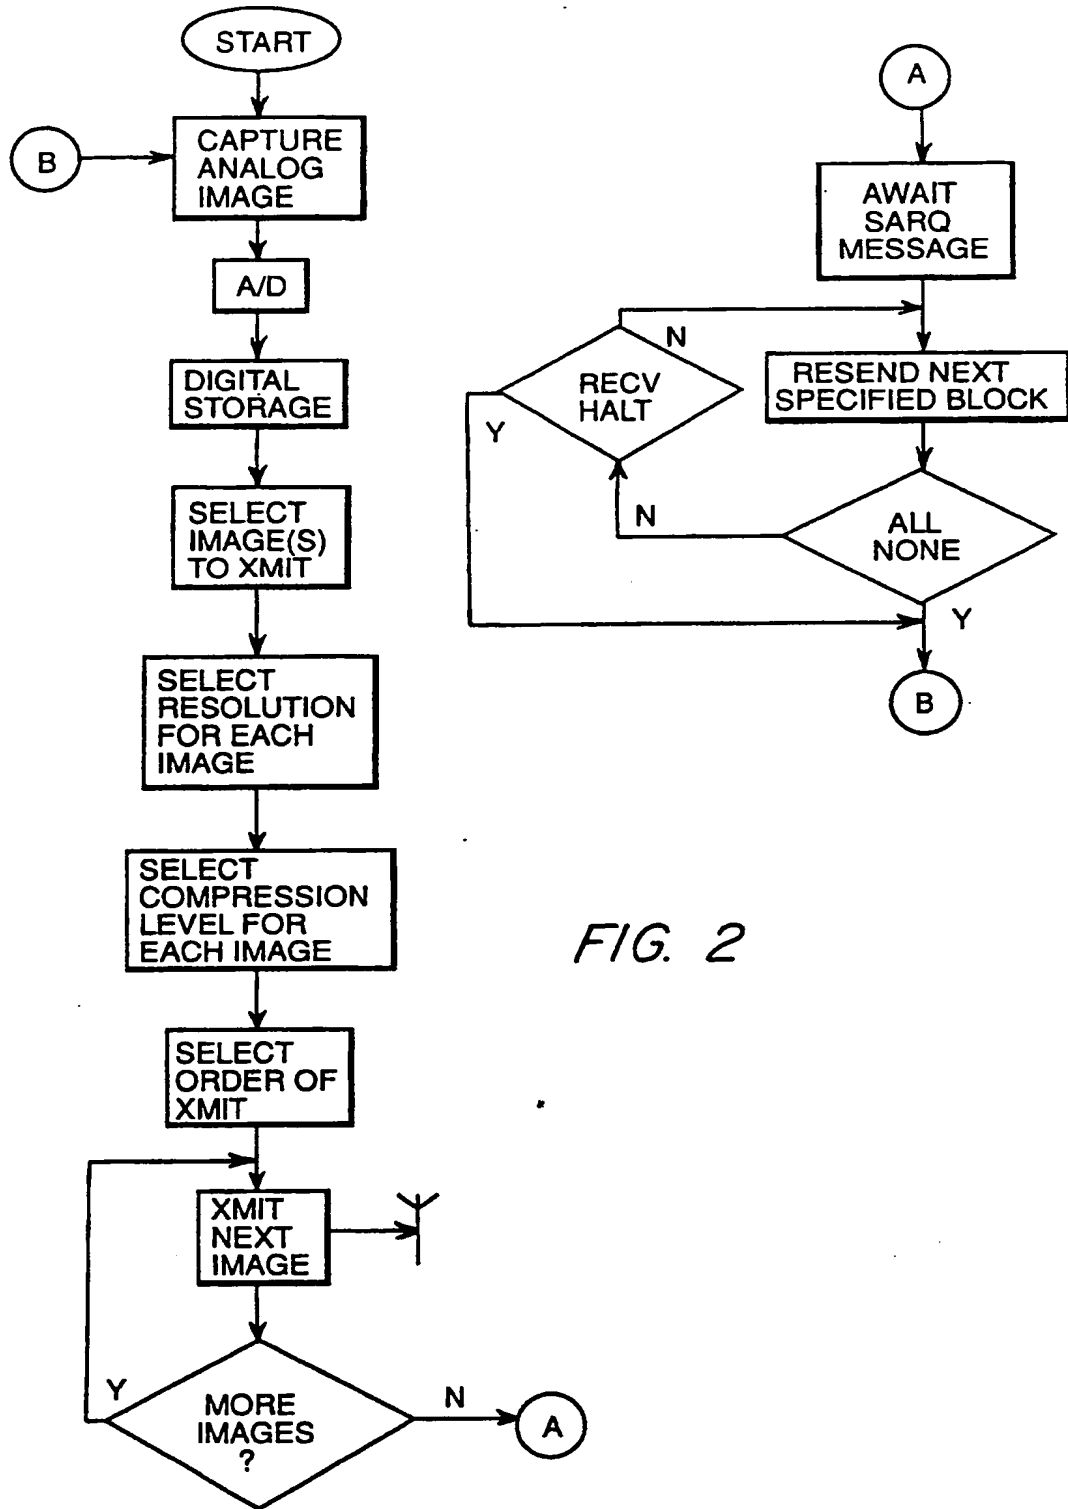 START
B
CAPTURE
ANALOG
IMAGE
A/D
DIGITAL
STORAGE
SELECT
IMAGE(S)
TO XMIT
SELECT
RESOLUTION
FOR EACH
IMAGE
SELECT
COMPRESSION
LEVEL FOR
EACH IMAGE
SELECT
ORDER OF
XMIT
XMIT
NEXT
IMAGE
Y
MORE
IMAGES
?
N
A
A
AWAIT
SARQ
MESSAGE
N
RECV
HALT
Y
RESEND NEXT
SPECIFIED BLOCK
N
ALL
NONE
Y
B
FIG. 2